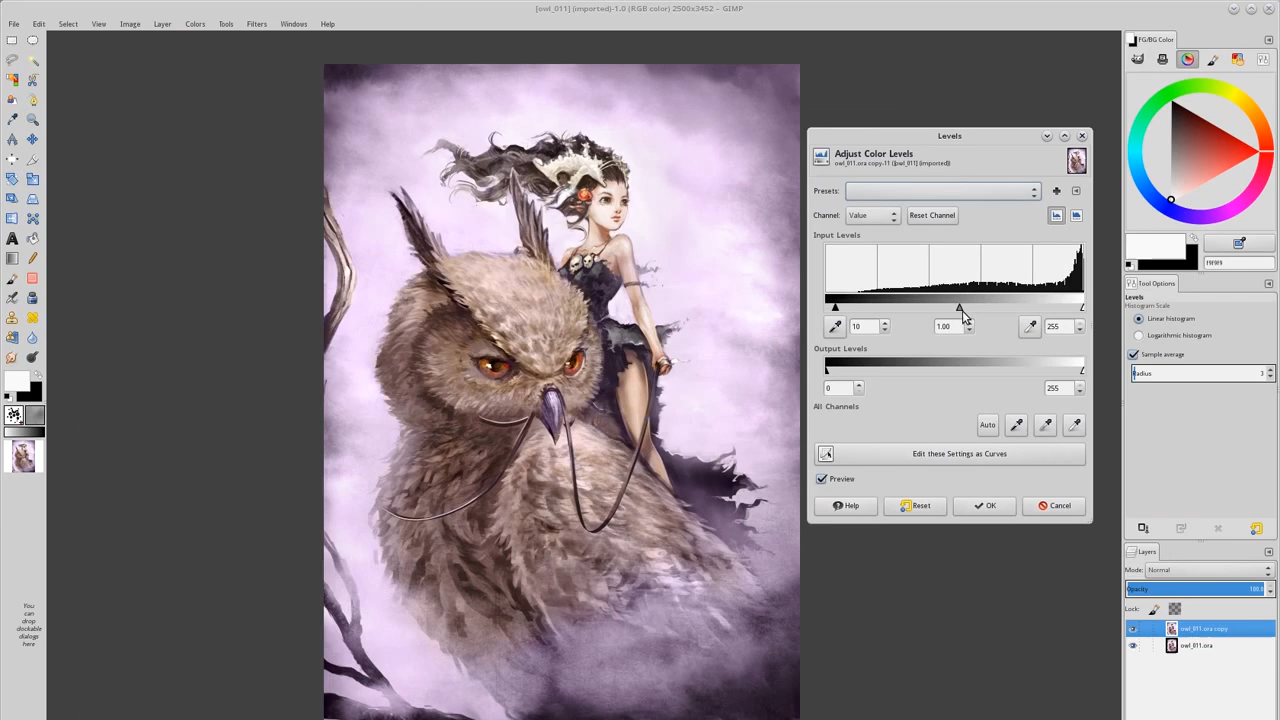 [owl_011] (imported)-1.0 (RGB color) 2500x3452 – GIMP
File Edit Select View Image Layer Colors Tools Filters Windows Help
FG/BG Color
f9f9f9
Tool Options
Levels
Histogram Scale
Linear histogram
Logarithmic histogram
Sample average
Radius 3
Levels
Adjust Color Levels
owl_011.ora copy-11 ([owl_011] (imported))
Presets:
Channel: Value Reset Channel
Input Levels
10 1.00 255
Output Levels
0 255
All Channels
Auto
Edit these Settings as Curves
Preview
Help Reset OK Cancel
You
can
drop
dockable
dialogs
here
Layers
Mode: Normal
Opacity 100.0
Lock:
owl_011.ora copy
owl_011.ora